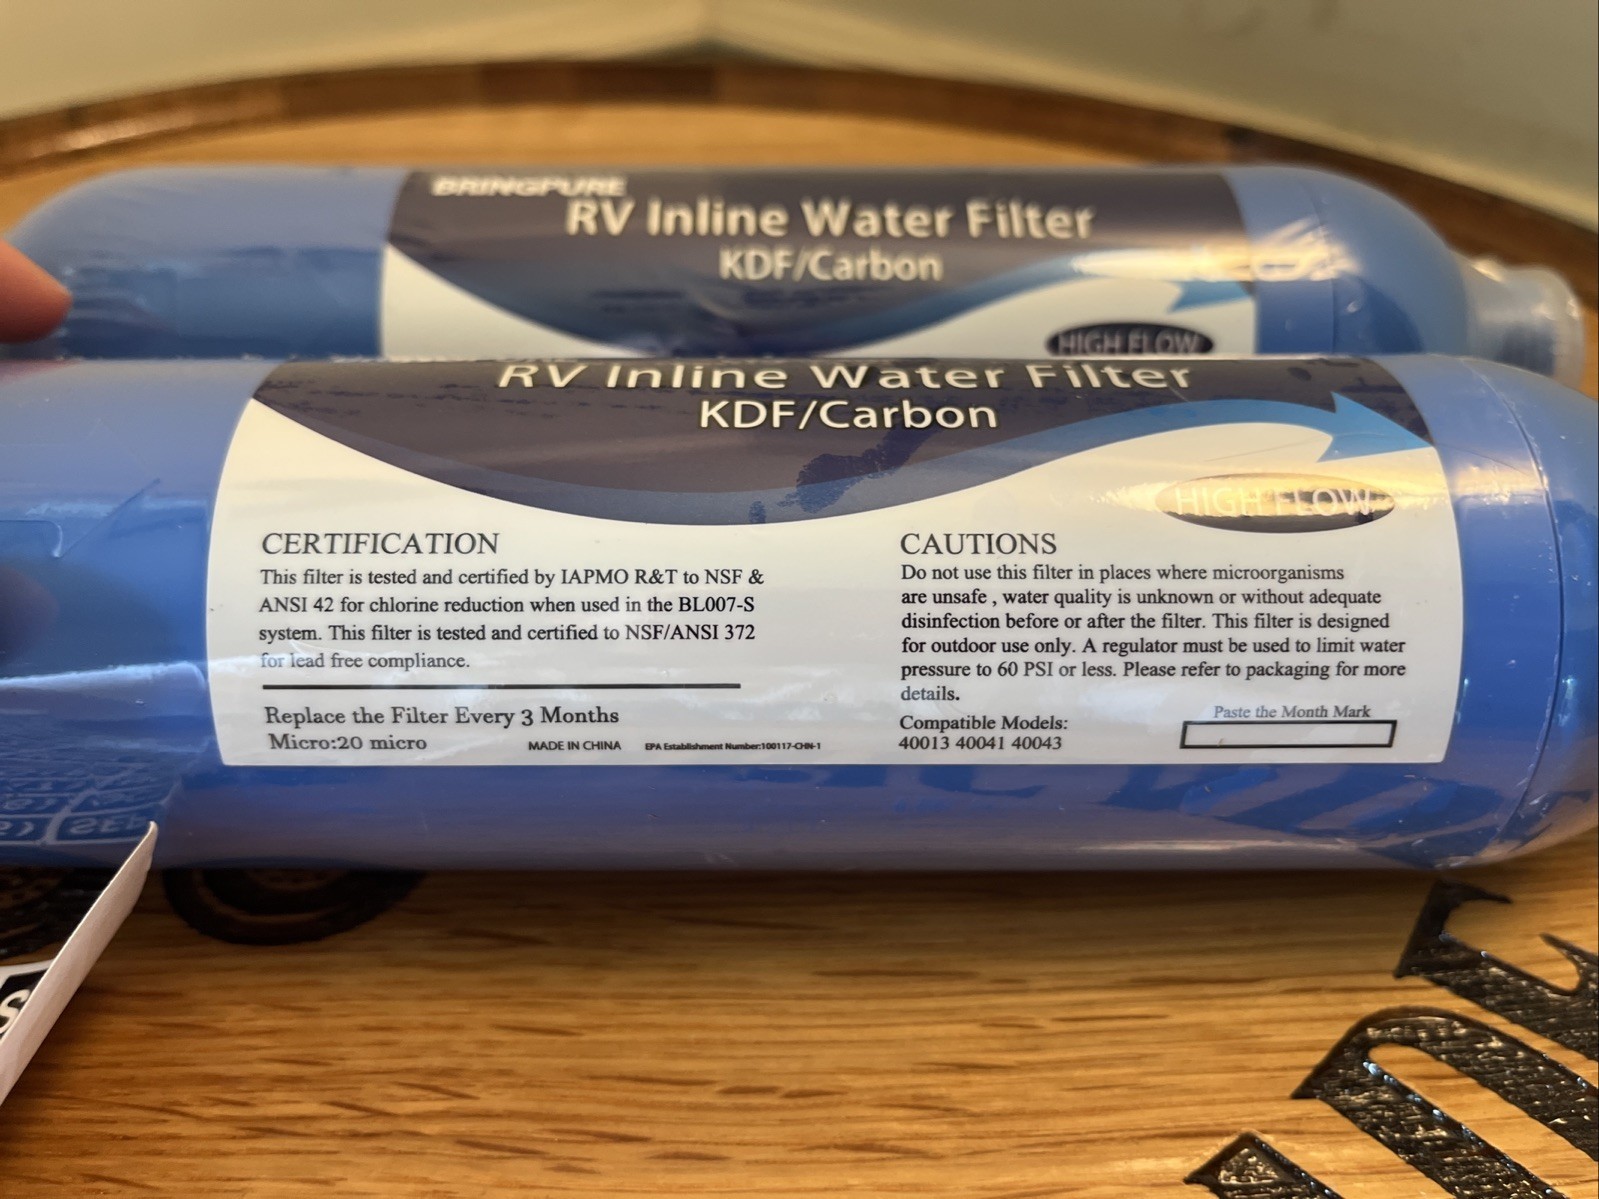 BRINGPURE
RV Inline Water Filter
KDF/Carbon
HIGH FLOW
RV Inline Water Filter
KDF/Carbon
HIGH FLOW
CERTIFICATION
This filter is tested and certified by IAPMO R&T to NSF &
ANSI 42 for chlorine reduction when used in the BL007-S
system. This filter is tested and certified to NSF/ANSI 372
for lead free compliance.
Replace the Filter Every 3 Months
Micro:20 micro
MADE IN CHINA
EPA Establishment Number:100117-CHN-1
CAUTIONS
Do not use this filter in places where microorganisms
are unsafe , water quality is unknown or without adequate
disinfection before or after the filter. This filter is designed
for outdoor use only. A regulator must be used to limit water
pressure to 60 PSI or less. Please refer to packaging for more
details.
Compatible Models:
40013 40041 40043
Paste the Month Mark
SEP